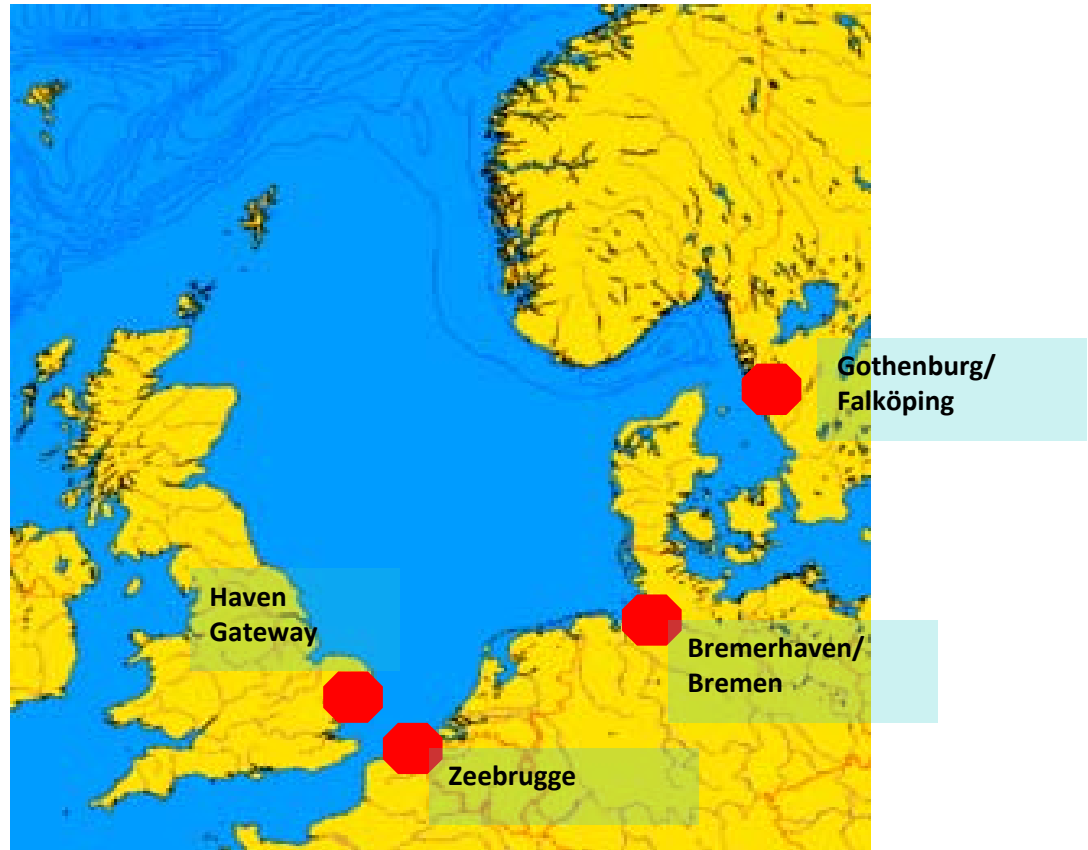 Gothenburg/
Falköping
Haven
Gateway
Bremerhaven/
Bremen
Zeebrugge